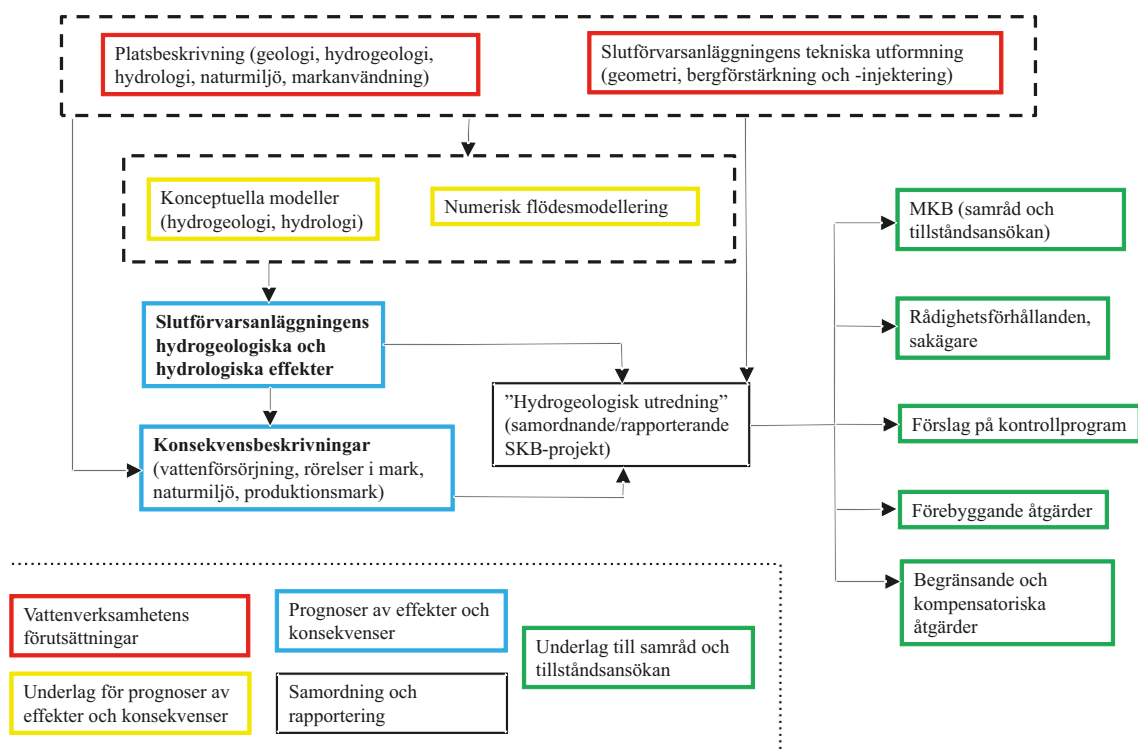 Platsbeskrivning (geologi, hydrogeologi,
hydrologi, naturmiljö, markanvändning)
Slutförvarsanläggningens tekniska utformning
(geometri, bergförstärkning och -injektering)
Konceptuella modeller
(hydrogeologi, hydrologi)
Numerisk flödesmodellering
Slutförvarsanläggningens
hydrogeologiska och
hydrologiska effekter
Konsekvensbeskrivningar
(vattenförsörjning, rörelser i mark,
naturmiljö, produktionsmark)
”Hydrogeologisk utredning”
(samordnande/rapporterande
SKB-projekt)
MKB (samråd och
tillståndsansökan)
Rådighetsförhållanden,
sakägare
Förslag på kontrollprogram
Förebyggande åtgärder
Begränsande och
kompensatoriska
åtgärder
Vattenverksamhetens
förutsättningar
Underlag för prognoser av
effekter och konsekvenser
Prognoser av effekter och
konsekvenser
Samordning och
rapportering
Underlag till samråd och
tillståndsansökan